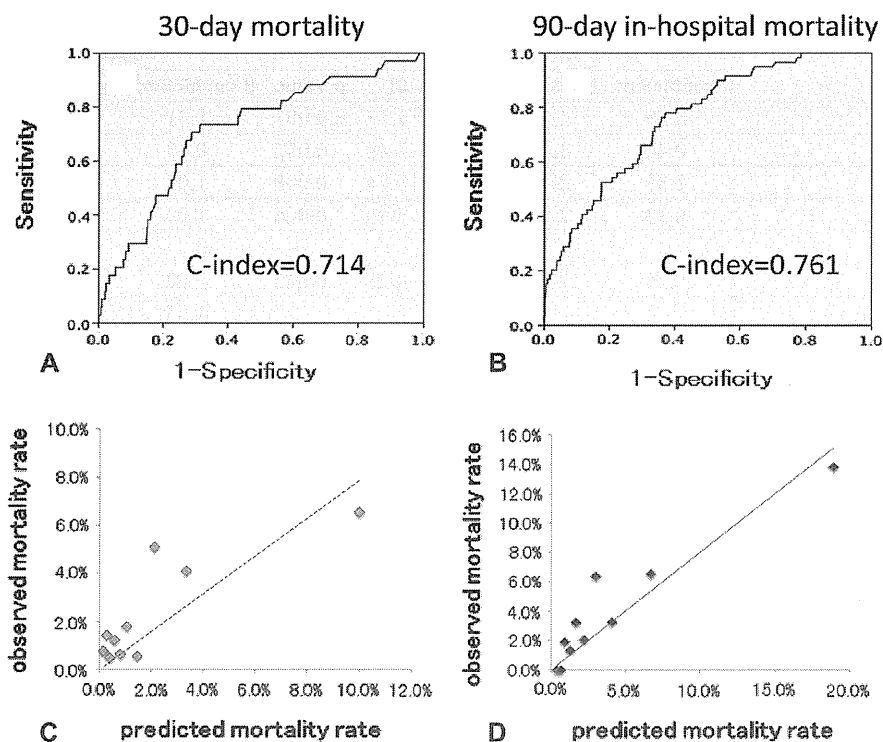 30-day mortality
90-day in-hospital mortality
1.0
0.8
0.6
0.4
0.2
0.0
Sensitivity
C-index=0.714
0.0 0.2 0.4 0.6 0.8 1.0
1-Specificity
A
1.0
0.8
0.6
0.4
0.2
0.0
Sensitivity
C-index=0.761
0.0 0.2 0.4 0.6 0.8 1.0
1-Specificity
B
10.0%
8.0%
6.0%
4.0%
2.0%
0.0%
observed mortality rate
0.0% 2.0% 4.0% 6.0% 8.0% 10.0% 12.0%
predicted mortality rate
C
16.0%
14.0%
12.0%
10.0%
8.0%
6.0%
4.0%
2.0%
0.0%
observed mortality rate
0.0% 5.0% 10.0% 15.0% 20.0%
predicted mortality rate
D